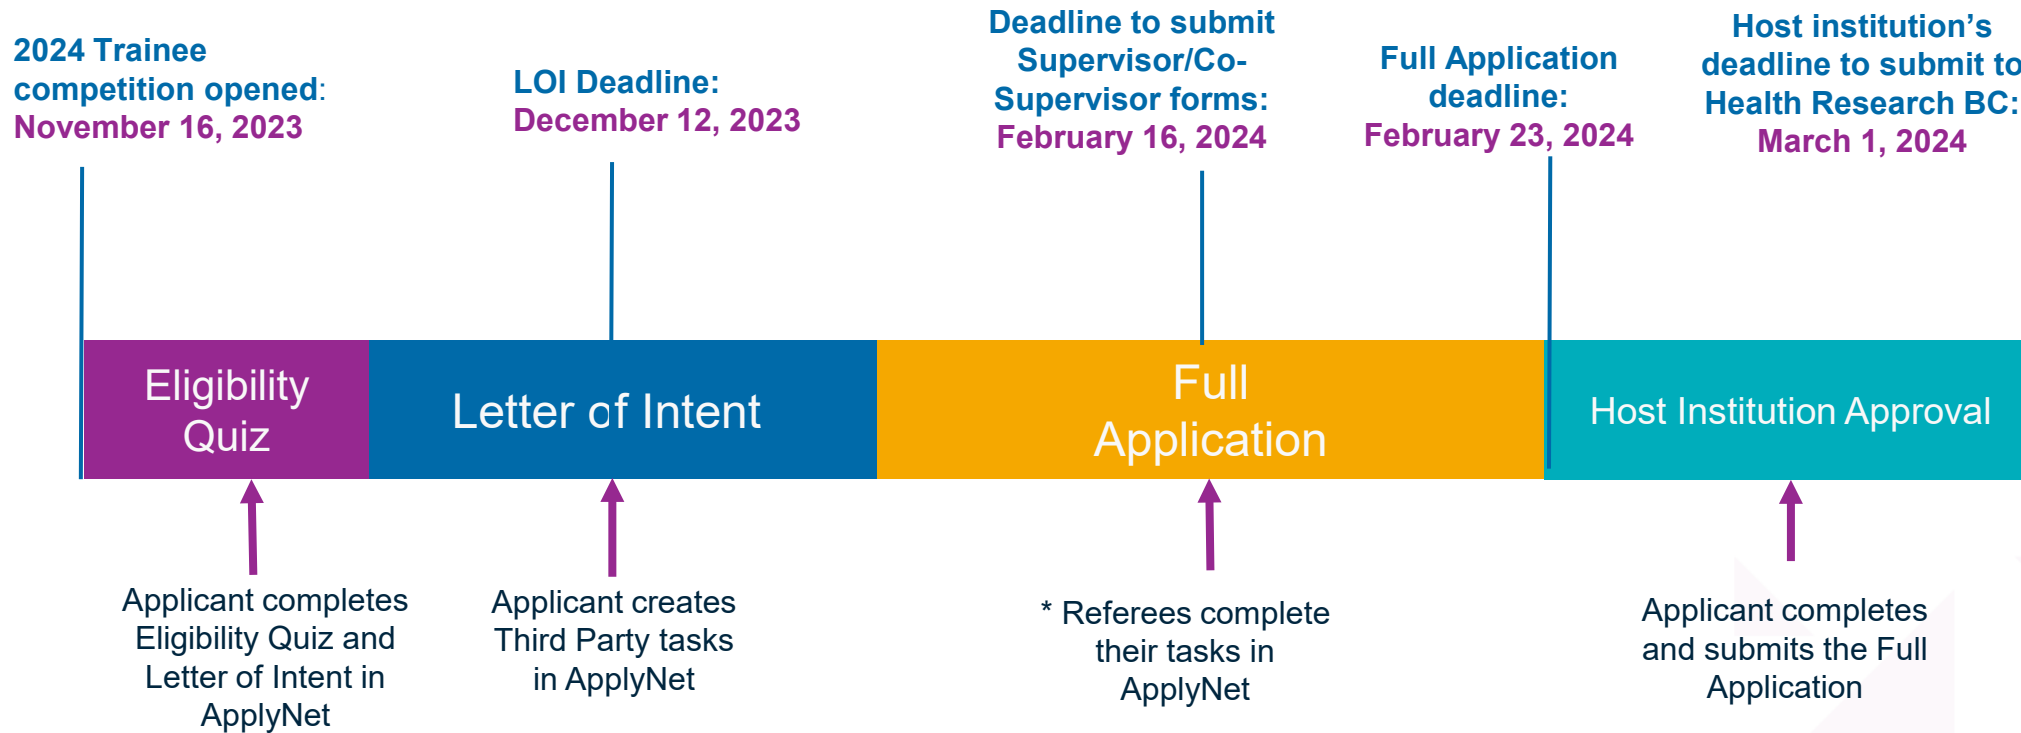 2024 Trainee
competition opened:
November 16, 2023
LOI Deadline:
December 12, 2023
Deadline to submit
Supervisor/Co-
Supervisor forms:
February 16, 2024
Full Application
deadline:
February 23, 2024
Host institution’s
deadline to submit to
Health Research BC:
March 1, 2024
Eligibility
Quiz
Letter of Intent
Full
Application
Host Institution Approval
Applicant completes
Eligibility Quiz and
Letter of Intent in
ApplyNet
Applicant creates
Third Party tasks
in ApplyNet
* Referees complete
their tasks in
ApplyNet
Applicant completes
and submits the Full
Application